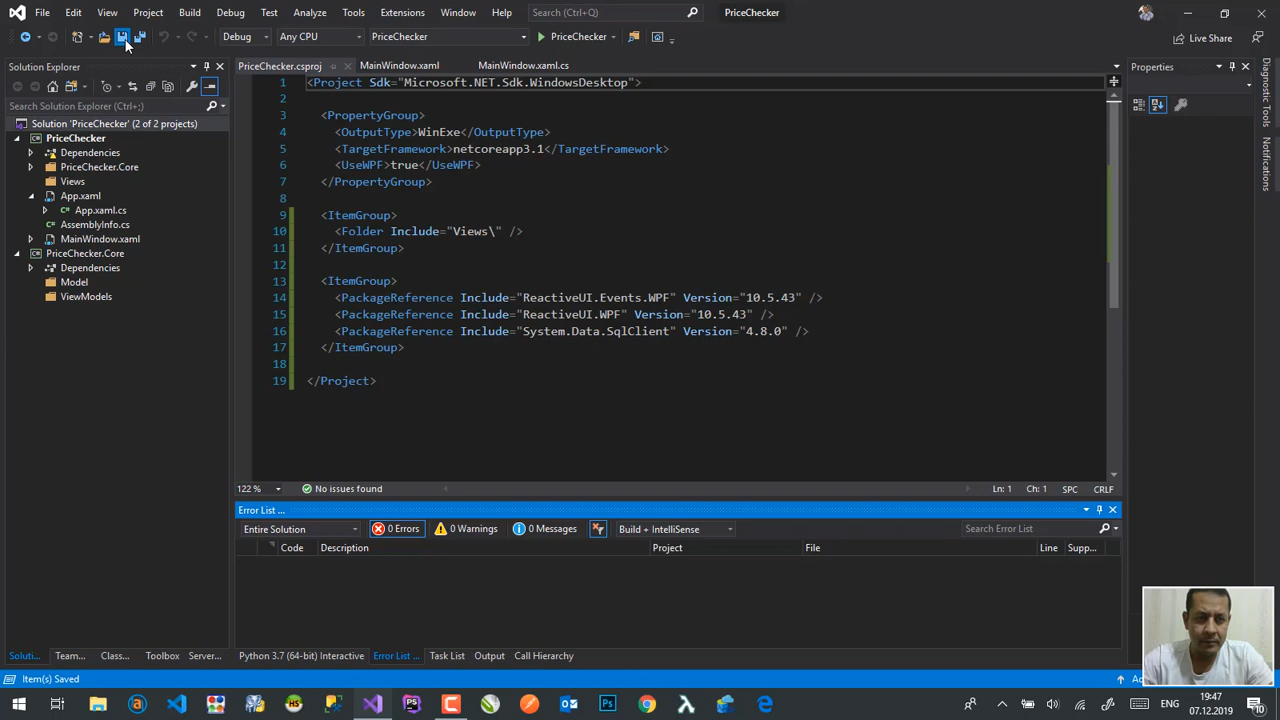 File Edit View Project Build Debug Test Analyze Tools Extensions Window Help Search (Ctrl+Q) PriceChecker
Debug Any CPU PriceChecker PriceChecker Live Share
Solution Explorer PriceChecker.csproj MainWindow.xaml MainWindow.xaml.cs Properties
Search Solution Explorer (Ctrl+;)
Solution 'PriceChecker' (2 of 2 projects)
PriceChecker
Dependencies
PriceChecker.Core
Views
App.xaml
App.xaml.cs
AssemblyInfo.cs
MainWindow.xaml
PriceChecker.Core
Dependencies
Model
ViewModels
1 <Project Sdk="Microsoft.NET.Sdk.WindowsDesktop">
2
3 <PropertyGroup>
4 <OutputType>WinExe</OutputType>
5 <TargetFramework>netcoreapp3.1</TargetFramework>
6 <UseWPF>true</UseWPF>
7 </PropertyGroup>
8
9 <ItemGroup>
10 <Folder Include="Views\" />
11 </ItemGroup>
12
13 <ItemGroup>
14 <PackageReference Include="ReactiveUI.Events.WPF" Version="10.5.43" />
15 <PackageReference Include="ReactiveUI.WPF" Version="10.5.43" />
16 <PackageReference Include="System.Data.SqlClient" Version="4.8.0" />
17 </ItemGroup>
18
19 </Project>
Diagnostic Tools
Notifications
122 % No issues found Ln: 1 Ch: 1 SPC CRLF
Error List ...
Entire Solution 0 Errors 0 Warnings 0 Messages Build + IntelliSense Search Error List
Code Description Project File Line Supp...
Soluti... Team... Class... Toolbox Server... Python 3.7 (64-bit) Interactive Error List ... Task List Output Call Hierarchy
Item(s) Saved
19:47
07.12.2019
10